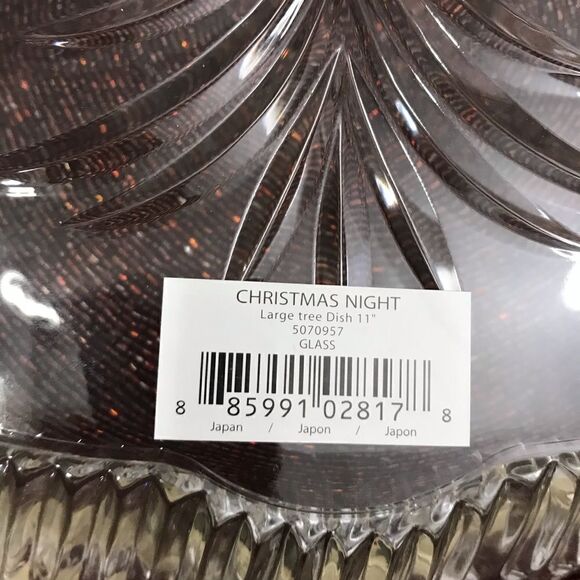 CHRISTMAS NIGHT
Large tree Dish 11"
5070957
GLASS
8 85991 02817 8
Japan / Japon / Japon